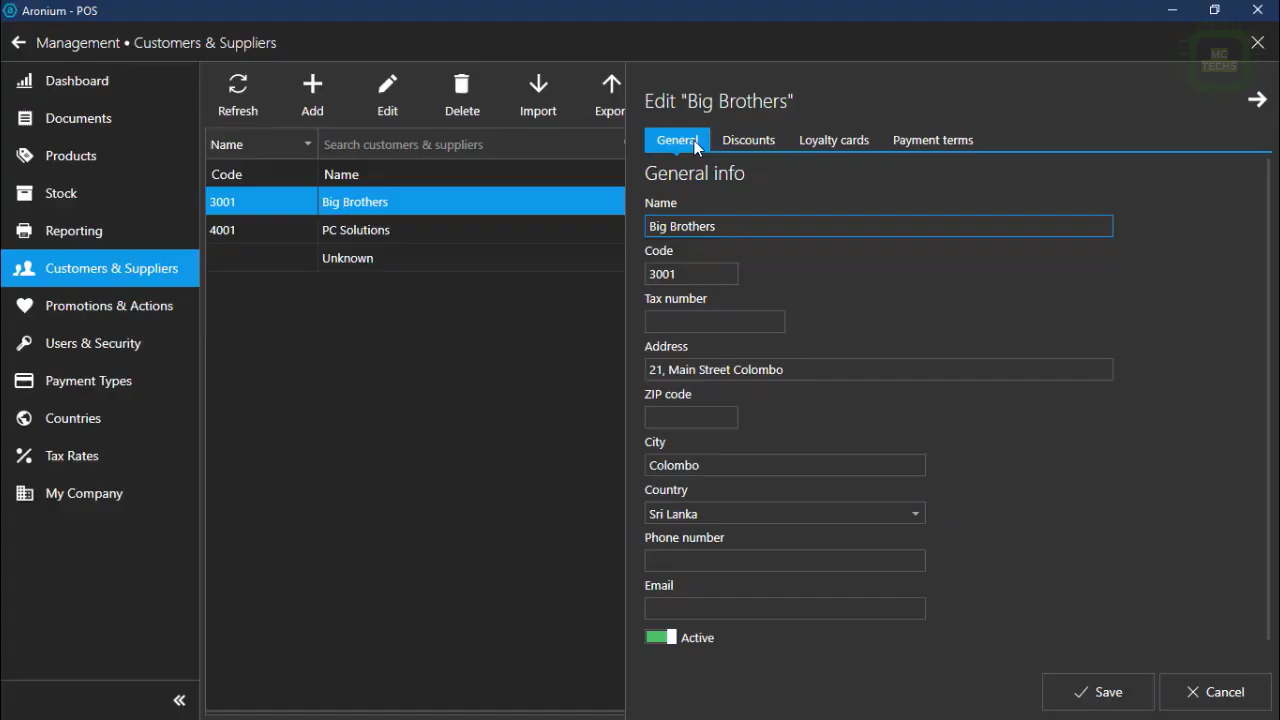 Aronium - POS
Management • Customers & Suppliers
MC
TECHS
Dashboard
Documents
Products
Stock
Reporting
Customers & Suppliers
Promotions & Actions
Users & Security
Payment Types
Countries
Tax Rates
My Company
Refresh
Add
Edit
Delete
Import
Expor
Name
Search customers & suppliers
Code
Name
3001
Big Brothers
4001
PC Solutions
Unknown
Edit "Big Brothers"
General
Discounts
Loyalty cards
Payment terms
General info
Name
Big Brothers
Code
3001
Tax number
Address
21, Main Street Colombo
ZIP code
City
Colombo
Country
Sri Lanka
Phone number
Email
Active
Save
Cancel